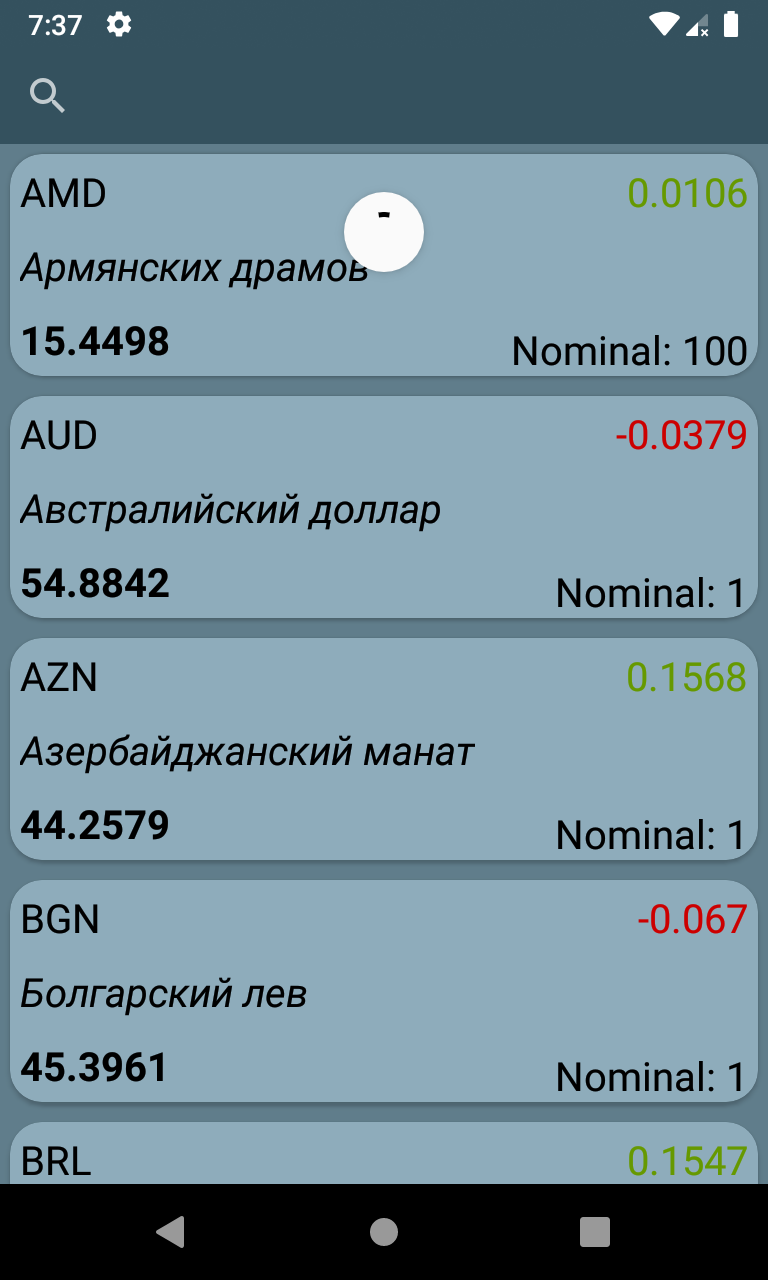 7:37
AMD 0.0106
Армянских драмов
15.4498 Nominal: 100
AUD -0.0379
Австралийский доллар
54.8842 Nominal: 1
AZN 0.1568
Азербайджанский манат
44.2579 Nominal: 1
BGN -0.067
Болгарский лев
45.3961 Nominal: 1
BRL 0.1547